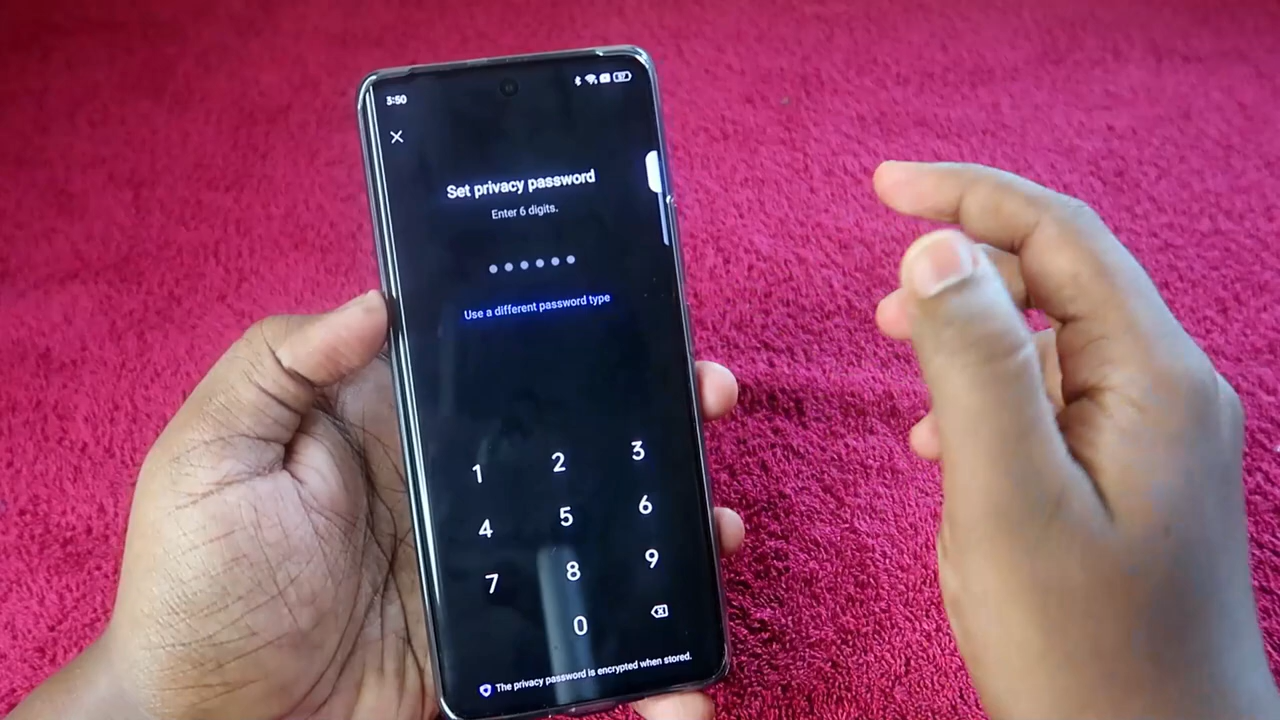 3:50
57
Set privacy password
Enter 6 digits.
Use a different password type
1 2 3
4 5 6
7 8 9
0
The privacy password is encrypted when stored.